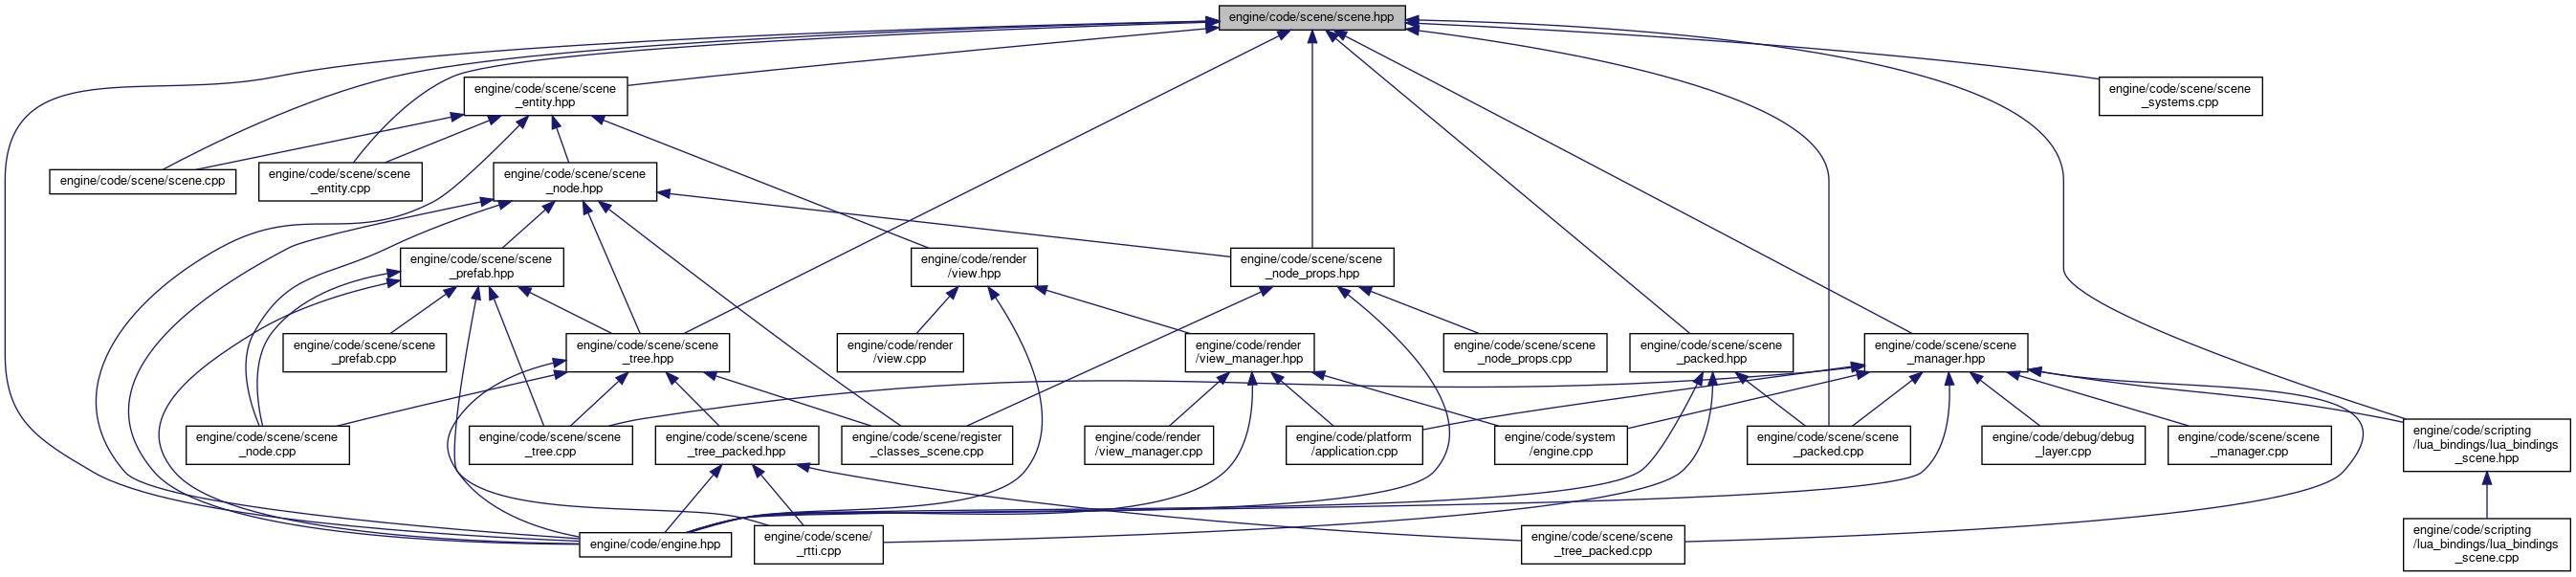 engine/code/scene/scene.hpp
engine/code/scene/scene
_entity.hpp
engine/code/scene/scene
_systems.cpp
engine/code/scene/scene.cpp
engine/code/scene/scene
_entity.cpp
engine/code/scene/scene
_node.hpp
engine/code/scene/scene
_prefab.hpp
engine/code/render
/view.hpp
engine/code/scene/scene
_node_props.hpp
engine/code/scene/scene
_prefab.cpp
engine/code/scene/scene
_tree.hpp
engine/code/render
/view.cpp
engine/code/render
/view_manager.hpp
engine/code/scene/scene
_node_props.cpp
engine/code/scene/scene
_packed.hpp
engine/code/scene/scene
_manager.hpp
engine/code/scene/scene
_node.cpp
engine/code/scene/scene
_tree.cpp
engine/code/scene/scene
_tree_packed.hpp
engine/code/scene/register
_classes_scene.cpp
engine/code/render
/view_manager.cpp
engine/code/platform
/application.cpp
engine/code/system
/engine.cpp
engine/code/scene/scene
_packed.cpp
engine/code/debug/debug
_layer.cpp
engine/code/scene/scene
_manager.cpp
engine/code/scripting
/lua_bindings/lua_bindings
_scene.hpp
engine/code/engine.hpp
engine/code/scene/
_rtti.cpp
engine/code/scene/scene
_tree_packed.cpp
engine/code/scripting
/lua_bindings/lua_bindings
_scene.cpp